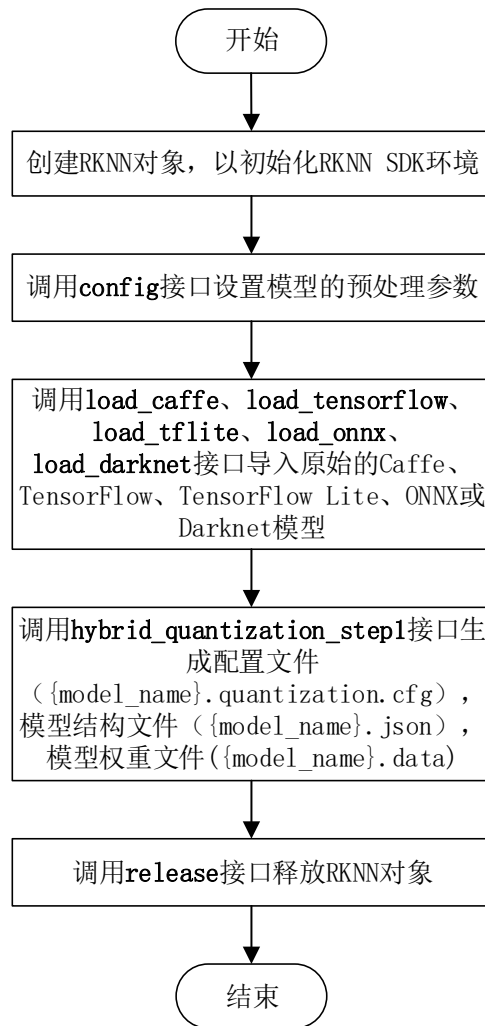 开始
创建RKNN对象，以初始化RKNN SDK环境
调用config接口设置模型的预处理参数
调用load_caffe、load_tensorflow、
load_tflite、load_onnx、
load_darknet接口导入原始的Caffe、
TensorFlow、TensorFlow Lite、ONNX或
Darknet模型
调用hybrid_quantization_step1接口生
成配置文件
（{model_name}.quantization.cfg），
模型结构文件（{model_name}.json），
模型权重文件({model_name}.data)
调用release接口释放RKNN对象
结束